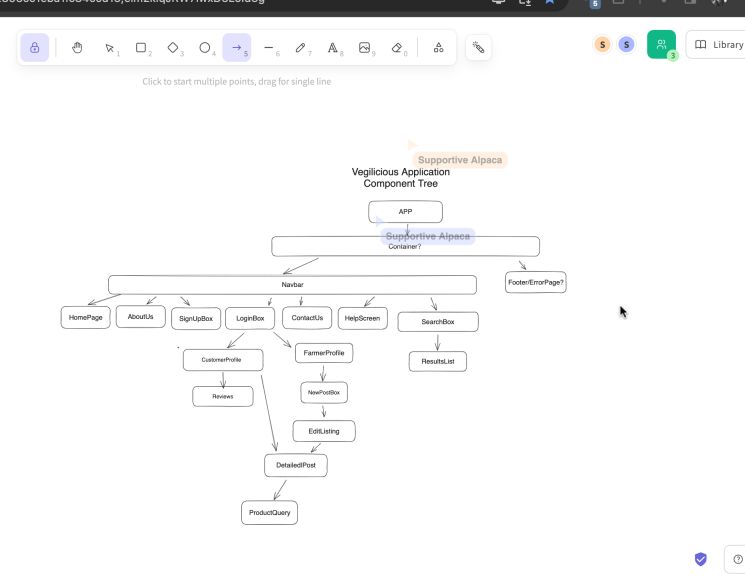 5
1
2
3
4
5
6
7
A
8
9
0
S
S
3
Library
Click to start multiple points, drag for single line
Supportive Alpaca
Vegilicious Application
Component Tree
APP
Supportive Alpaca
Container?
Footer/ErrorPage?
Navbar
HomePage
AboutUs
SignUpBox
LoginBox
ContactUs
HelpScreen
SearchBox
CustomerProfile
FarmerProfile
ResultsList
Reviews
NewPostBox
EditListing
DetailedlPost
ProductQuery